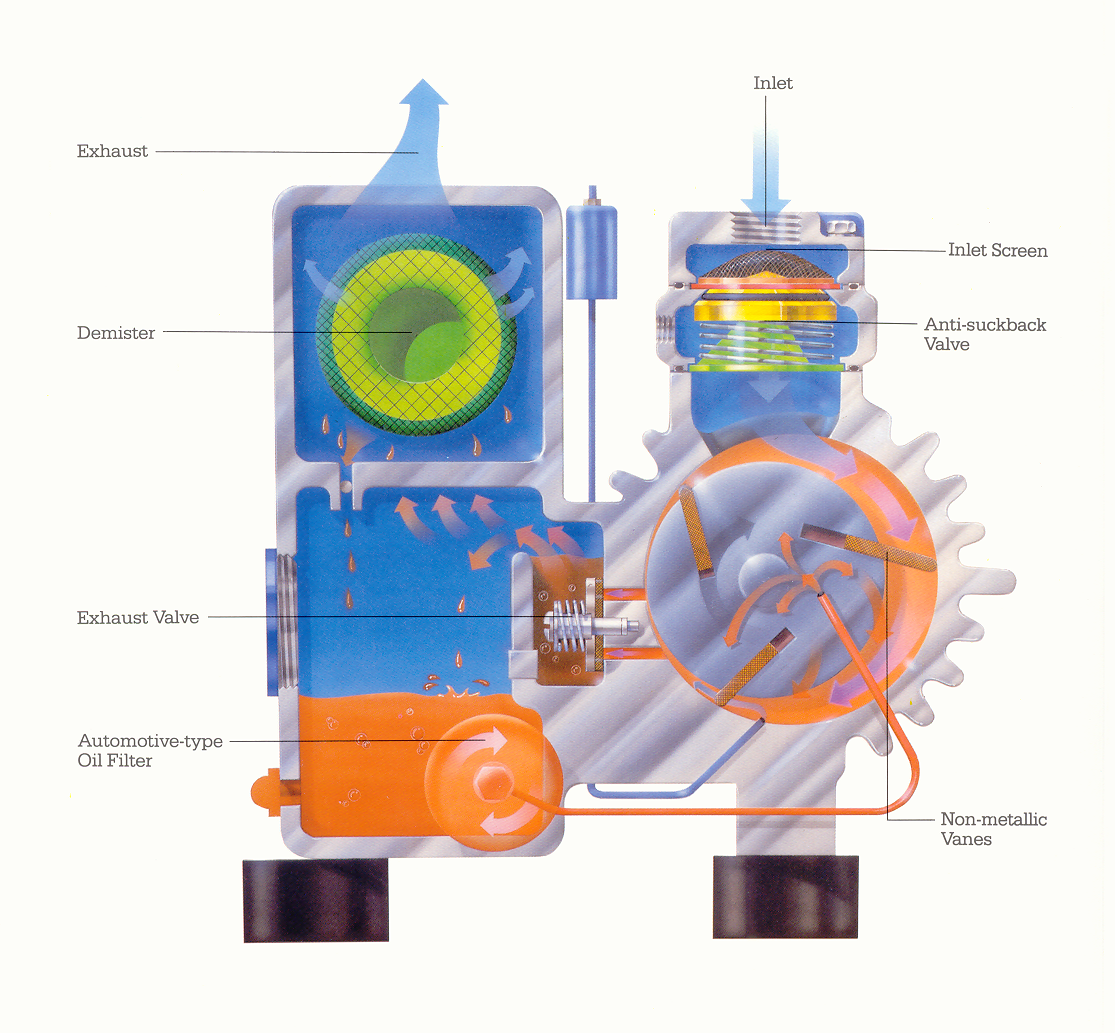 Inlet
Exhaust
Inlet Screen
Anti-suckback
Valve
Demister
Exhaust Valve
Automotive-type
Oil Filter
Non-metallic
Vanes